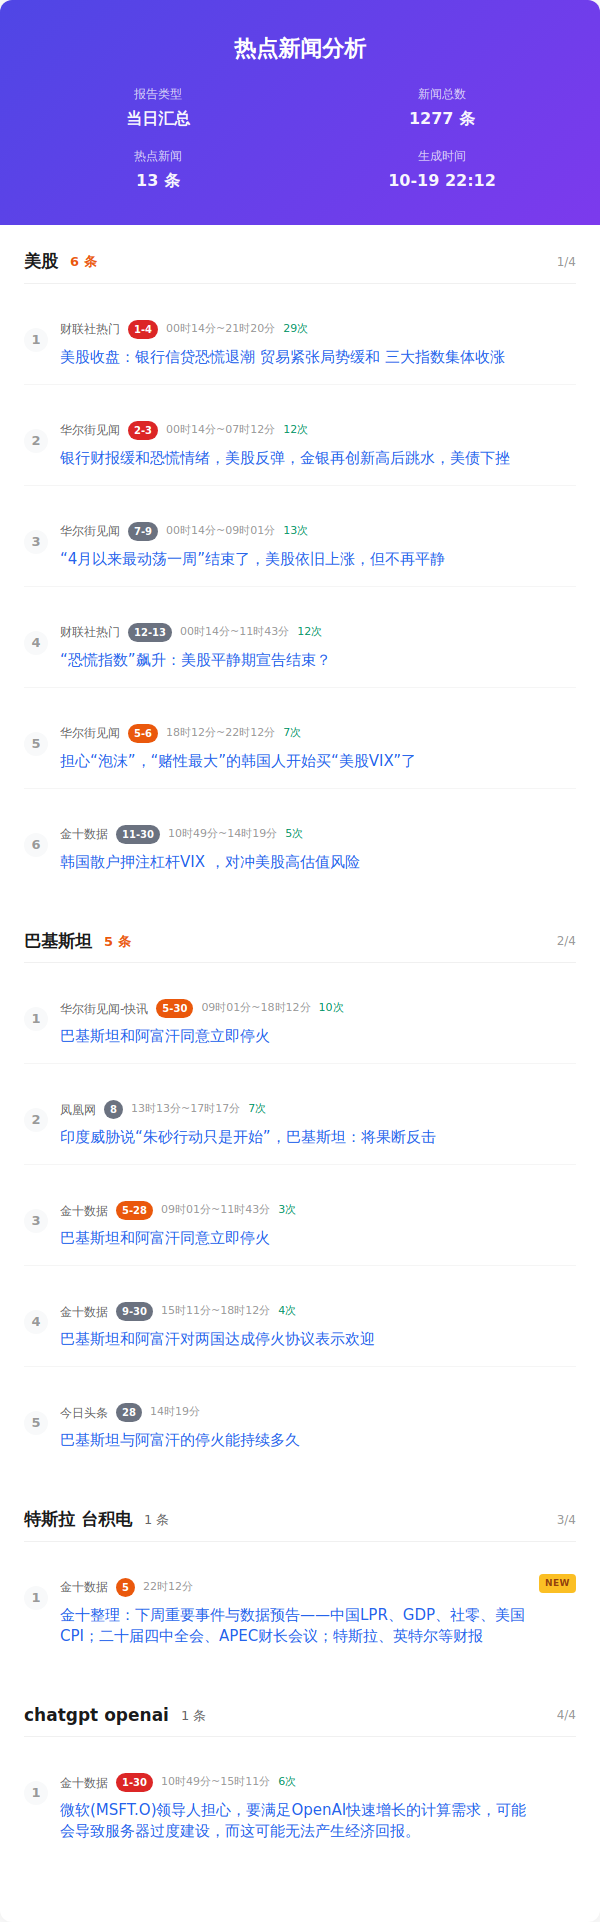 热点新闻分析
报告类型
新闻总数
当日汇总
1277 条
热点新闻
生成时间
13 条
10-19 22:12
美股 6 条 1/4
1
财联社热门 1-4 00时14分~21时20分 29次
美股收盘：银行信贷恐慌退潮 贸易紧张局势缓和 三大指数集体收涨
2
华尔街见闻 2-3 00时14分~07时12分 12次
银行财报缓和恐慌情绪，美股反弹，金银再创新高后跳水，美债下挫
3
华尔街见闻 7-9 00时14分~09时01分 13次
“4月以来最动荡一周”结束了，美股依旧上涨，但不再平静
4
财联社热门 12-13 00时14分~11时43分 12次
“恐慌指数”飙升：美股平静期宣告结束？
5
华尔街见闻 5-6 18时12分~22时12分 7次
担心“泡沫”，“赌性最大”的韩国人开始买“美股VIX”了
6
金十数据 11-30 10时49分~14时19分 5次
韩国散户押注杠杆VIX ，对冲美股高估值风险
巴基斯坦 5 条 2/4
1
华尔街见闻-快讯 5-30 09时01分~18时12分 10次
巴基斯坦和阿富汗同意立即停火
2
凤凰网 8 13时13分~17时17分 7次
印度威胁说“朱砂行动只是开始”，巴基斯坦：将果断反击
3
金十数据 5-28 09时01分~11时43分 3次
巴基斯坦和阿富汗同意立即停火
4
金十数据 9-30 15时11分~18时12分 4次
巴基斯坦和阿富汗对两国达成停火协议表示欢迎
5
今日头条 28 14时19分
巴基斯坦与阿富汗的停火能持续多久
特斯拉 台积电 1 条 3/4
1
金十数据 5 22时12分 NEW
金十整理：下周重要事件与数据预告——中国LPR、GDP、社零、美国
CPI；二十届四中全会、APEC财长会议；特斯拉、英特尔等财报
chatgpt openai 1 条 4/4
1
金十数据 1-30 10时49分~15时11分 6次
微软(MSFT.O)领导人担心，要满足OpenAI快速增长的计算需求，可能
会导致服务器过度建设，而这可能无法产生经济回报。